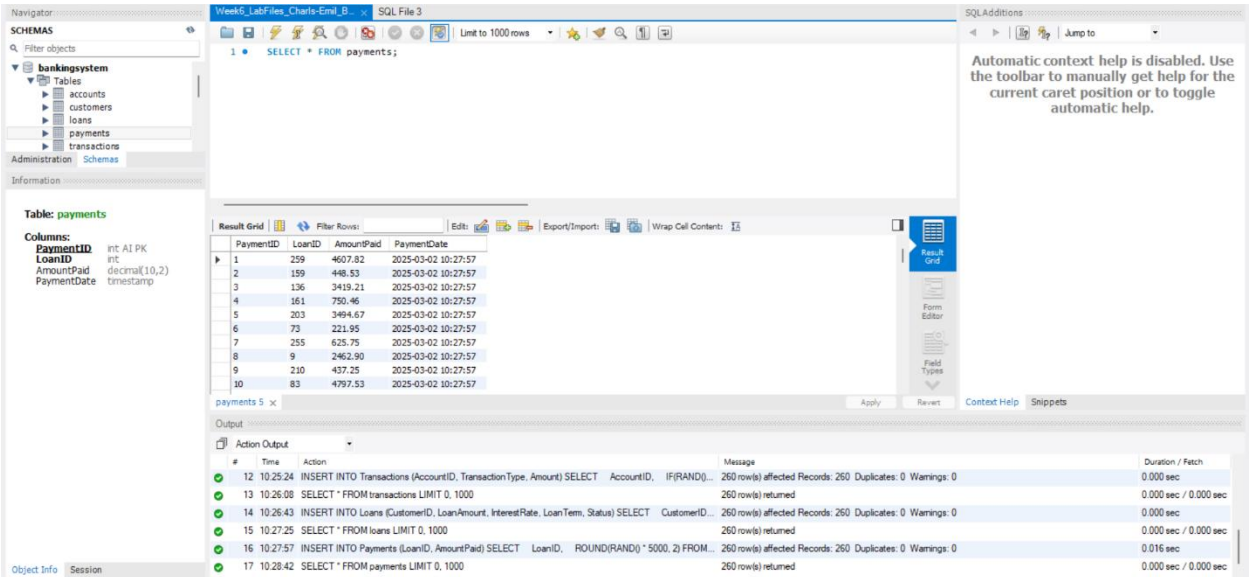 Navigator
SCHEMAS
Filter objects
bankingsystem
Tables
accounts
customers
loans
payments
transactions
Administration Schemas
Information
Table: payments
Columns:
PaymentID int AI PK
LoanID int
AmountPaid decimal(10,2)
PaymentDate timestamp
Object Info Session
Week6_LabFiles_Charls-Emil_B... × SQL File 3
Limit to 1000 rows
1 SELECT * FROM payments;
Result Grid Filter Rows: Edit: Export/Import: Wrap Cell Content:
PaymentID LoanID AmountPaid PaymentDate
1 259 4607.82 2025-03-02 10:27:57
2 159 448.53 2025-03-02 10:27:57
3 136 3419.21 2025-03-02 10:27:57
4 161 750.46 2025-03-02 10:27:57
5 203 3494.67 2025-03-02 10:27:57
6 73 221.95 2025-03-02 10:27:57
7 255 625.75 2025-03-02 10:27:57
8 9 2462.90 2025-03-02 10:27:57
9 210 437.25 2025-03-02 10:27:57
10 83 4797.53 2025-03-02 10:27:57
Result Grid
Form Editor
Field Types
payments 5 × Apply Revert
SQLAdditions
Jump to
Automatic context help is disabled. Use
the toolbar to manually get help for the
current caret position or to toggle
automatic help.
Context Help Snippets
Output
Action Output
# Time Action Message Duration / Fetch
12 10:25:24 INSERT INTO Transactions (AccountID, TransactionType, Amount) SELECT AccountID, IF(RAND()... 260 row(s) affected Records: 260 Duplicates: 0 Warnings: 0 0.000 sec
13 10:26:08 SELECT * FROM transactions LIMIT 0, 1000 260 row(s) returned 0.000 sec / 0.000 sec
14 10:26:43 INSERT INTO Loans (CustomerID, LoanAmount, InterestRate, LoanTerm, Status) SELECT CustomerID... 260 row(s) affected Records: 260 Duplicates: 0 Warnings: 0 0.000 sec
15 10:27:25 SELECT * FROM loans LIMIT 0, 1000 260 row(s) returned 0.000 sec / 0.000 sec
16 10:27:57 INSERT INTO Payments (LoanID, AmountPaid) SELECT LoanID, ROUND(RAND() * 5000, 2) FROM... 260 row(s) affected Records: 260 Duplicates: 0 Warnings: 0 0.016 sec
17 10:28:42 SELECT * FROM payments LIMIT 0, 1000 260 row(s) returned 0.000 sec / 0.000 sec